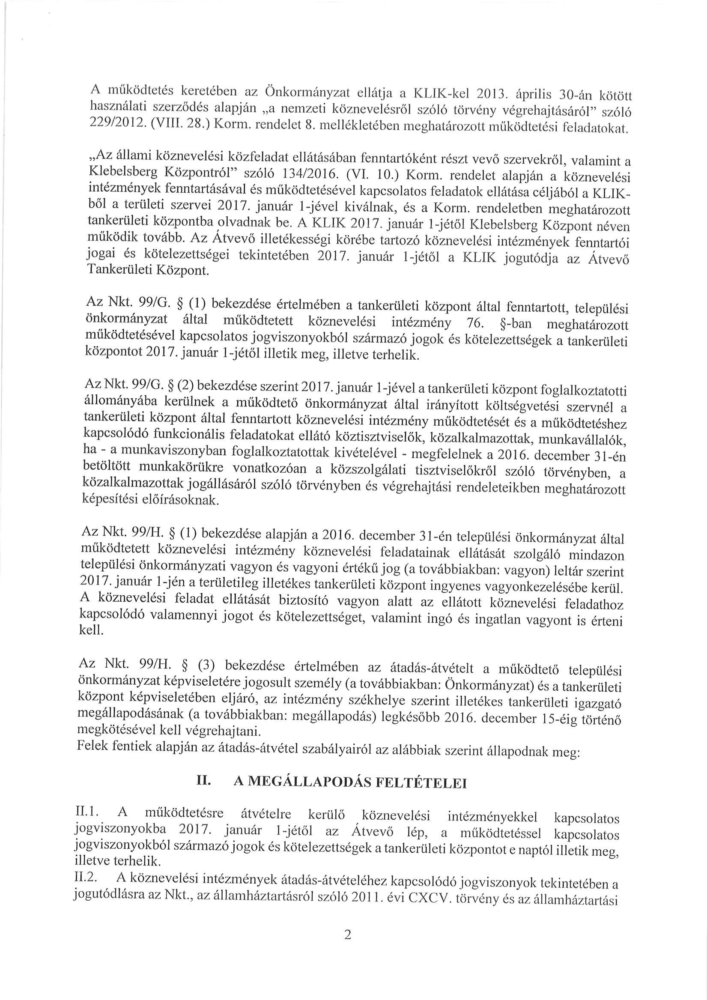 A működtetés keretében az Önkormányzat ellátja a KLIK-kel 2013. április 30-án kötött
használati szerződés alapján „a nemzeti köznevelésről szóló törvény végrehajtásáról” szóló
229/2012. (VIII. 28.) Korm. rendelet 8. mellékletében meghatározott működtetési feladatokat.
„Az állami köznevelési közfeladat ellátásában fenntartóként részt vevő szervekről, valamint a
Klebelsberg Központról” szóló 134/2016. (VI. 10.) Korm. rendelet alapján a köznevelési
intézmények fenntartásával és működtetésével kapcsolatos feladatok ellátása céljából a KLIK-
ből a területi szervei 2017. január 1-jével kiválnak, és a Korm. rendeletben meghatározott
tankerületi központba olvadnak be. A KLIK 2017. január 1-jétől Klebelsberg Központ néven
működik tovább. Az Átvevő illetékességi körébe tartozó köznevelési intézmények fenntartói
jogai és kötelezettségei tekintetében 2017. január 1-jétől a KLIK jogutódja az Átvevő
Tankerületi Központ.
Az Nkt. 99/G. § (1) bekezdése értelmében a tankerületi központ által fenntartott, települési
önkormányzat által működtetett köznevelési intézmény 76. §-ban meghatározott
működtetésével kapcsolatos jogviszonyokból származó jogok és kötelezettségek a tankerületi
központot 2017. január 1-jétől illetik meg, illetve terhelik.
Az Nkt. 99/G. § (2) bekezdése szerint 2017. január 1-jével a tankerületi központ foglalkoztatotti
állományába kerülnek a működtető önkormányzat által irányított költségvetési szervnél a
tankerületi központ által fenntartott köznevelési intézmény működtetését és a működtetéshez
kapcsolódó funkcionális feladatokat ellátó köztisztviselők, közalkalmazottak, munkavállalók,
ha - a munkaviszonyban foglalkoztatottak kivételével - megfelelnek a 2016. december 31-én
betöltött munkakörükre vonatkozóan a közszolgálati tisztviselőkről szóló törvényben, a
közalkalmazottak jogállásáról szóló törvényben és végrehajtási rendeleteikben meghatározott
képesítési előírásoknak.
Az Nkt. 99/H. § (1) bekezdése alapján a 2016. december 31-én települési önkormányzat által
működtetett köznevelési intézmény köznevelési feladatainak ellátását szolgáló mindazon
települési önkormányzati vagyon és vagyoni értékű jog (a továbbiakban: vagyon) leltár szerint
2017. január 1-jén a területileg illetékes tankerületi központ ingyenes vagyonkezelésébe kerül.
A köznevelési feladat ellátását biztosító vagyon alatt az ellátott köznevelési feladathoz
kapcsolódó valamennyi jogot és kötelezettséget, valamint ingó és ingatlan vagyont is érteni
kell.
Az Nkt. 99/H. § (3) bekezdése értelmében az átadás-átvételt a működtető települési
önkormányzat képviseletére jogosult személy (a továbbiakban: Önkormányzat) és a tankerületi
központ képviseletében eljáró, az intézmény székhelye szerint illetékes tankerületi igazgató
megállapodásának (a továbbiakban: megállapodás) legkésőbb 2016. december 15-éig történő
megkötésével kell végrehajtani.
Felek fentiek alapján az átadás-átvétel szabályairól az alábbiak szerint állapodnak meg:
II. A MEGÁLLAPODÁS FELTÉTELEI
II.1. A működtetésre átvételre kerülő köznevelési intézményekkel kapcsolatos
jogviszonyokba 2017. január 1-jétől az Átvevő lép, a működtetéssel kapcsolatos
jogviszonyokból származó jogok és kötelezettségek a tankerületi központot e naptól illetik meg,
illetve terhelik.
II.2. A köznevelési intézmények átadás-átvételéhez kapcsolódó jogviszonyok tekintetében a
jogutódlásra az Nkt., az államháztartásról szóló 2011. évi CXCV. törvény és az államháztartási
2